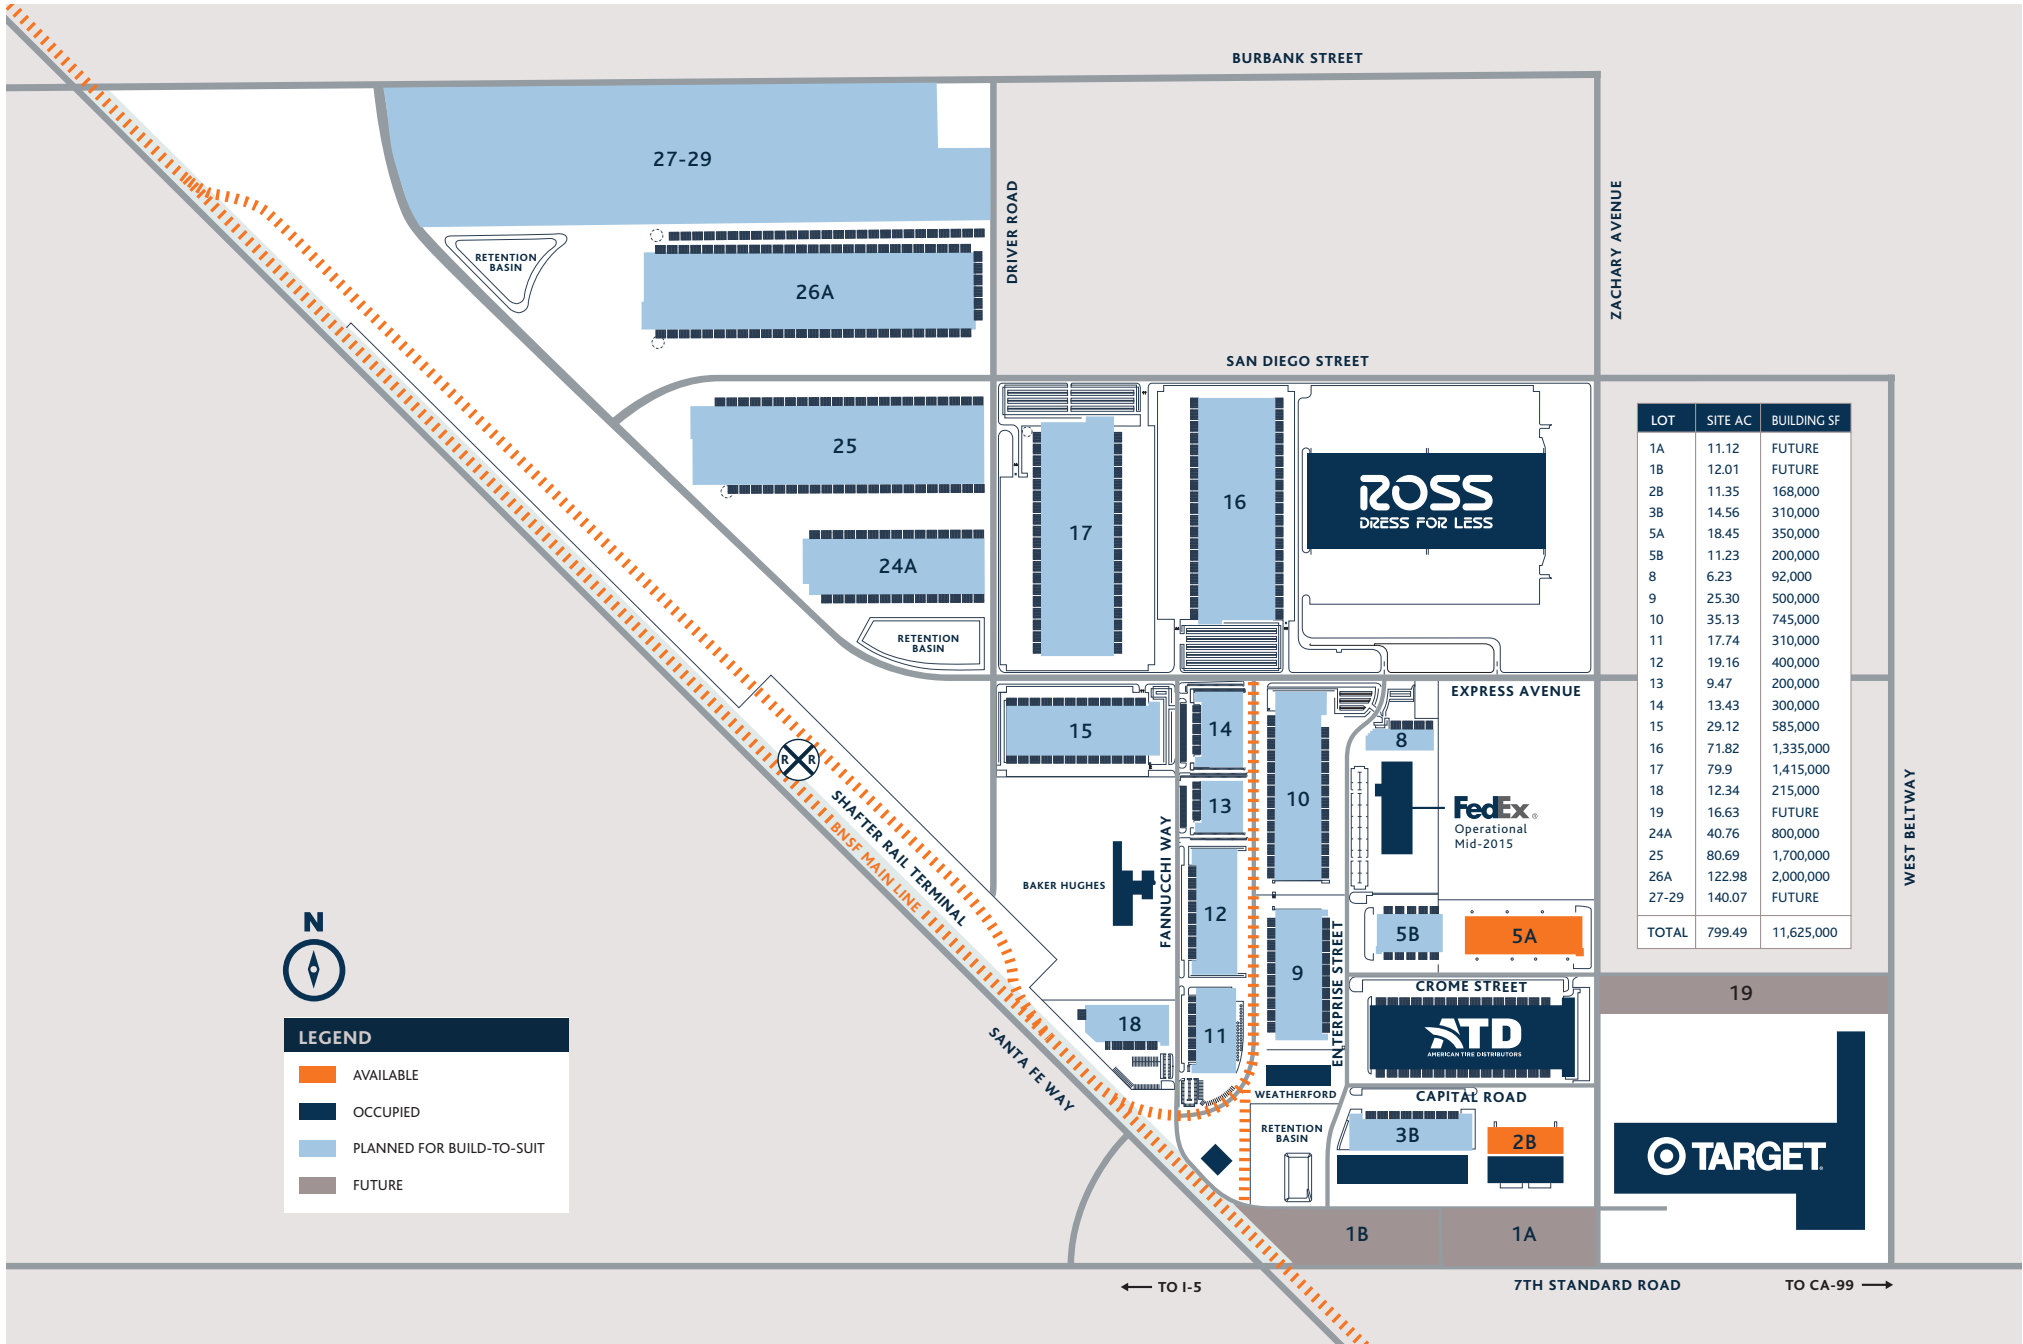 BURBANK STREET
27-29
DRIVER ROAD
ZACHARY AVENUE
RETENTION
BASIN
26A
SAN DIEGO STREET
25
17
16
ROSS
DRESS FOR LESS
24A
RETENTION
BASIN
LOT SITE AC BUILDING SF
1A 11.12 FUTURE
1B 12.01 FUTURE
2B 11.35 168,000
3B 14.56 310,000
5A 18.45 350,000
5B 11.23 200,000
8 6.23 92,000
9 25.30 500,000
10 35.13 745,000
11 17.74 310,000
12 19.16 400,000
13 9.47 200,000
14 13.43 300,000
15 29.12 585,000
16 71.82 1,335,000
17 79.9 1,415,000
18 12.34 215,000
19 16.63 FUTURE
24A 40.76 800,000
25 80.69 1,700,000
26A 122.98 2,000,000
27-29 140.07 FUTURE
TOTAL 799.49 11,625,000
EXPRESS AVENUE
15
14
8
R R
13
10
FedEx®
Operational
Mid-2015
SHAFTER RAIL TERMINAL
BNSF MAIN LINE
FANNUCCHI WAY
WEST BELTWAY
BAKER HUGHES
12
5B
5A
9
ENTERPRISE STREET
CROME STREET
19
N
18
11
ATD
AMERICAN TIRE DISTRIBUTORS
SANTA FE WAY
LEGEND
AVAILABLE
OCCUPIED
PLANNED FOR BUILD-TO-SUIT
FUTURE
WEATHERFORD
CAPITAL ROAD
RETENTION
BASIN
3B
2B
TARGET
1B
1A
TO I-5
7TH STANDARD ROAD
TO CA-99